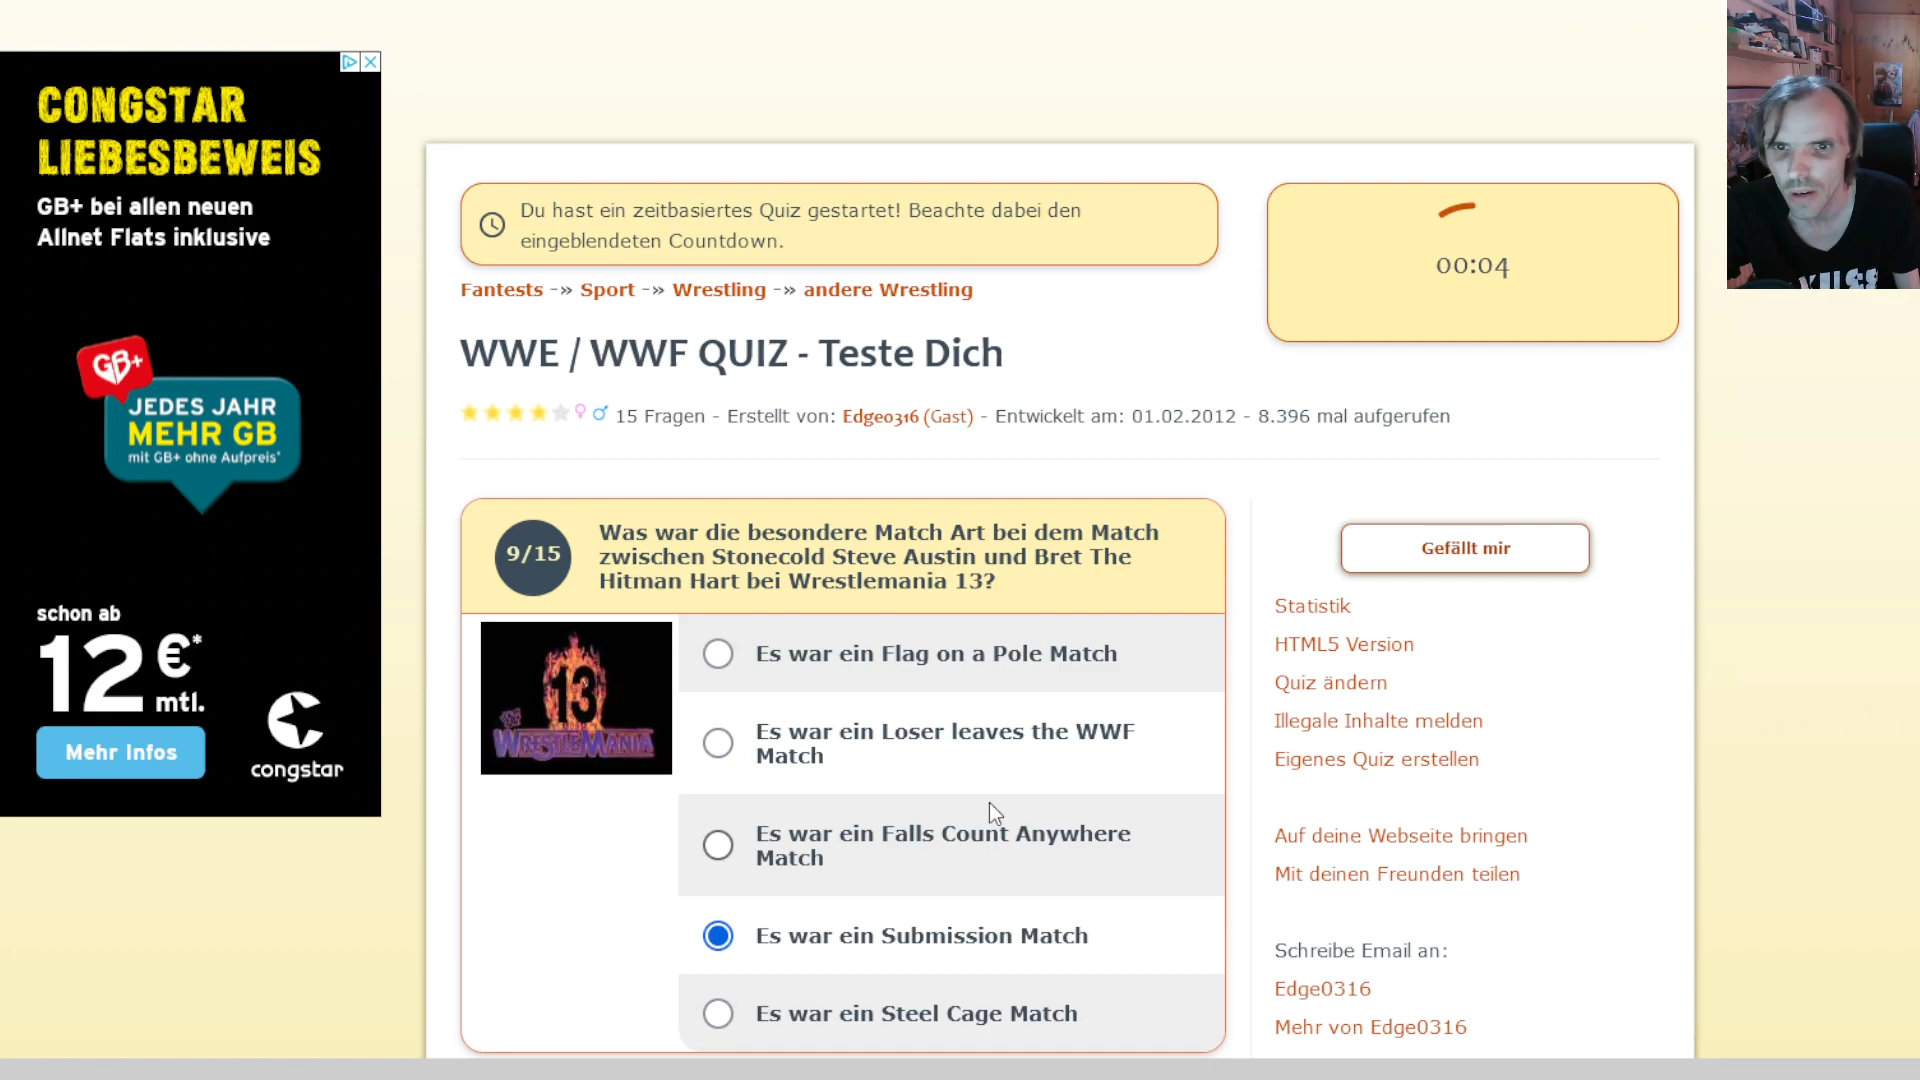 CONGSTAR
LIEBESBEWEIS
GB+ bei allen neuen
Allnet Flats inklusive
GB+
JEDES JAHR
MEHR GB
mit GB+ ohne Aufpreis*
schon ab
12 €*
mtl.
Mehr Infos
congstar
Du hast ein zeitbasiertes Quiz gestartet! Beachte dabei den
eingeblendeten Countdown.
00:04
Fantests -» Sport -» Wrestling -» andere Wrestling
WWE / WWF QUIZ - Teste Dich
15 Fragen - Erstellt von: Edge0316 (Gast) - Entwickelt am: 01.02.2012 - 8.396 mal aufgerufen
9/15
Was war die besondere Match Art bei dem Match
zwischen Stonecold Steve Austin und Bret The
Hitman Hart bei Wrestlemania 13?
13
WRESTLEMANIA
Es war ein Flag on a Pole Match
Es war ein Loser leaves the WWF
Match
Es war ein Falls Count Anywhere
Match
Es war ein Submission Match
Es war ein Steel Cage Match
Gefällt mir
Statistik
HTML5 Version
Quiz ändern
Illegale Inhalte melden
Eigenes Quiz erstellen
Auf deine Webseite bringen
Mit deinen Freunden teilen
Schreibe Email an:
Edge0316
Mehr von Edge0316